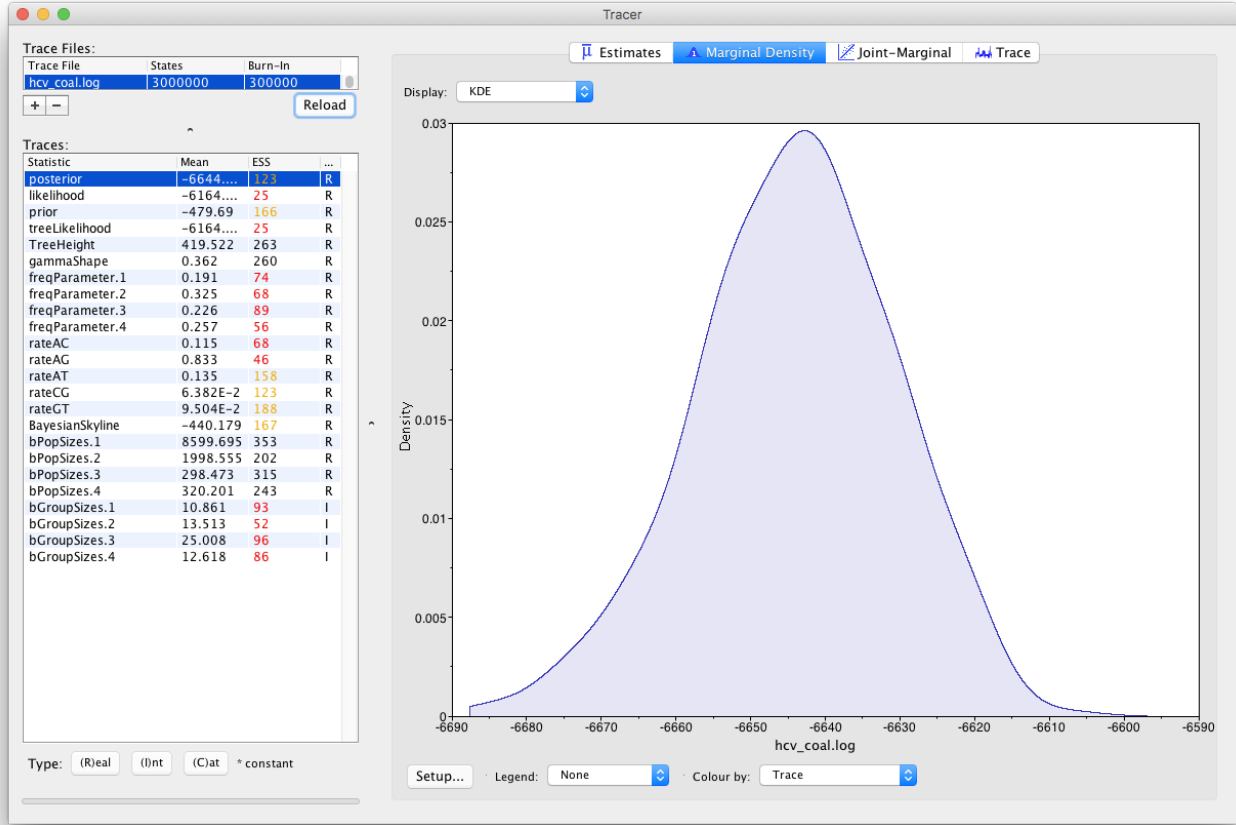 Tracer
Trace Files:
Trace File States Burn-In
hcv_coal.log 3000000 300000
+ −
Reload
Traces:
Statistic Mean ESS ...
posterior -6644.... 123 R
likelihood -6164.... 25 R
prior -479.69 166 R
treeLikelihood -6164.... 25 R
TreeHeight 419.522 263 R
gammaShape 0.362 260 R
freqParameter.1 0.191 74 R
freqParameter.2 0.325 68 R
freqParameter.3 0.226 89 R
freqParameter.4 0.257 56 R
rateAC 0.115 68 R
rateAG 0.833 46 R
rateAT 0.135 158 R
rateCG 6.382E-2 123 R
rateGT 9.504E-2 188 R
BayesianSkyline -440.179 167 R
bPopSizes.1 8599.695 353 R
bPopSizes.2 1998.555 202 R
bPopSizes.3 298.473 315 R
bPopSizes.4 320.201 243 R
bGroupSizes.1 10.861 93 I
bGroupSizes.2 13.513 52 I
bGroupSizes.3 25.008 96 I
bGroupSizes.4 12.618 86 I
Type: (R)eal (I)nt (C)at * constant
Estimates Marginal Density Joint-Marginal Trace
Display: KDE
0.03
0.025
0.02
0.015
0.01
0.005
0
Density
-6690 -6680 -6670 -6660 -6650 -6640 -6630 -6620 -6610 -6600 -6590
hcv_coal.log
Setup... Legend: None Colour by: Trace